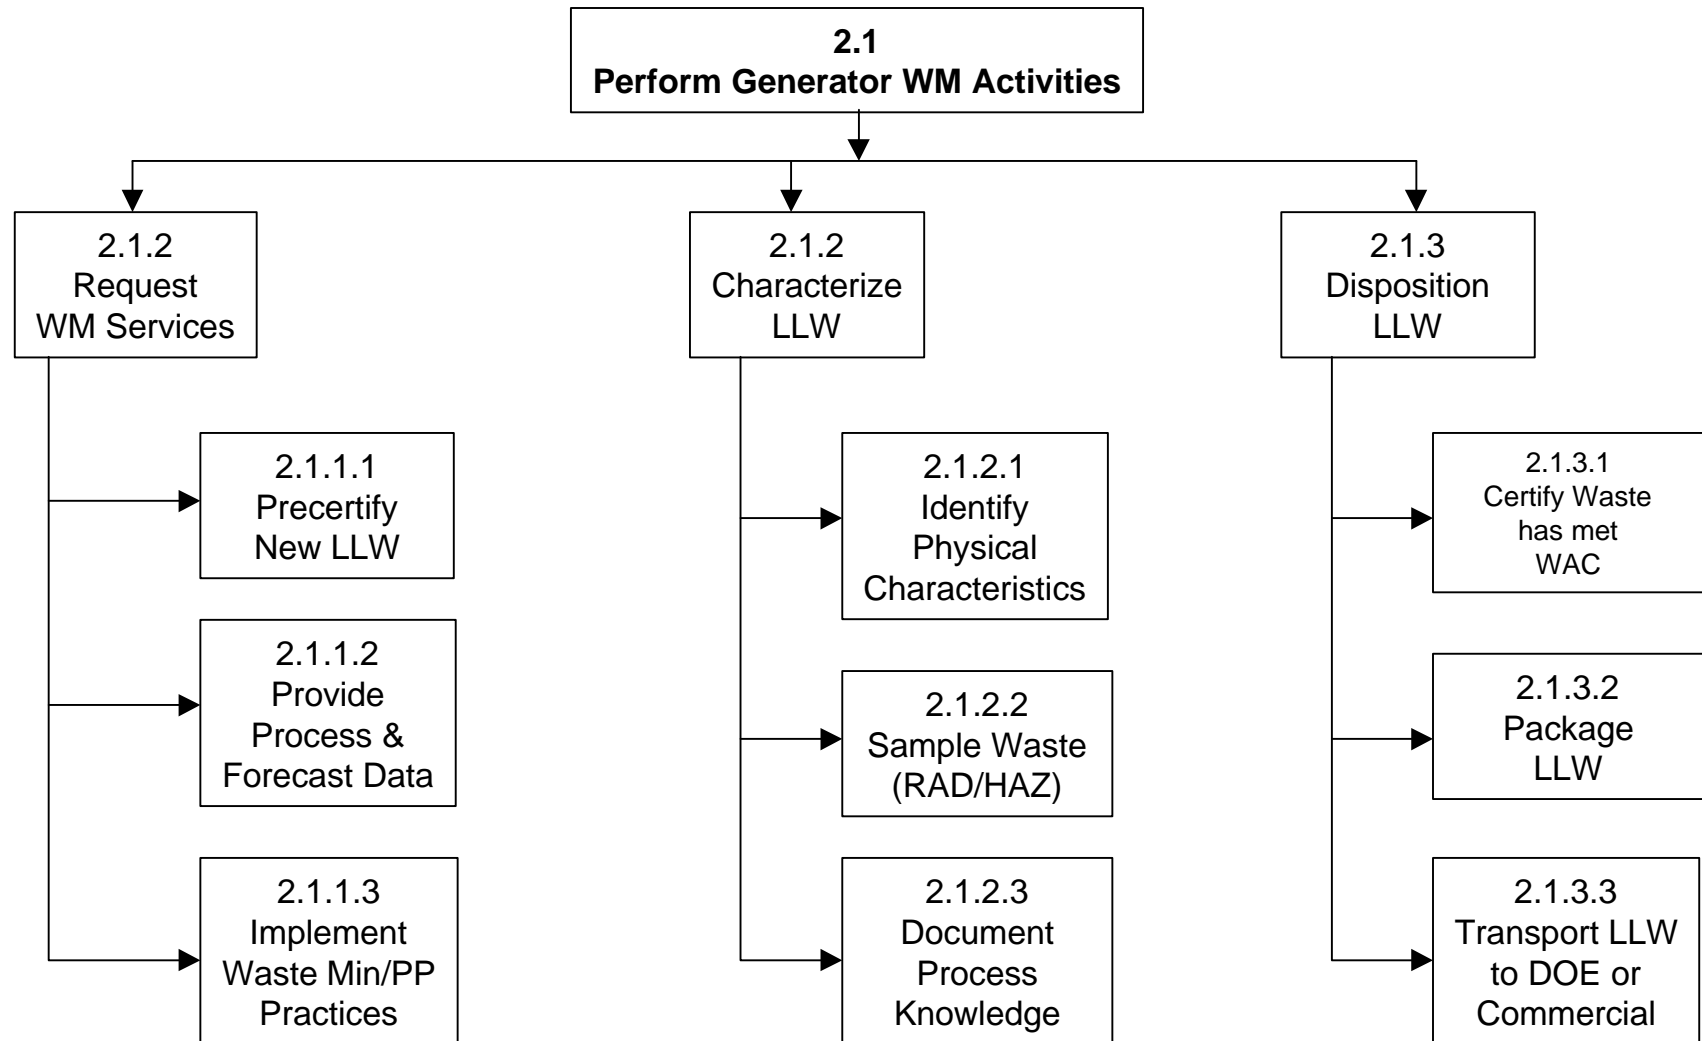 2.1
Perform Generator WM Activities
2.1.2
Request
WM Services
2.1.2
Characterize
LLW
2.1.3
Disposition
LLW
2.1.1.1
Precertify
New LLW
2.1.2.1
Identify
Physical
Characteristics
2.1.3.1
Certify Waste
has met
WAC
2.1.1.2
Provide
Process &
Forecast Data
2.1.2.2
Sample Waste
(RAD/HAZ)
2.1.3.2
Package
LLW
2.1.1.3
Implement
Waste Min/PP
Practices
2.1.2.3
Document
Process
Knowledge
2.1.3.3
Transport LLW
to DOE or
Commercial